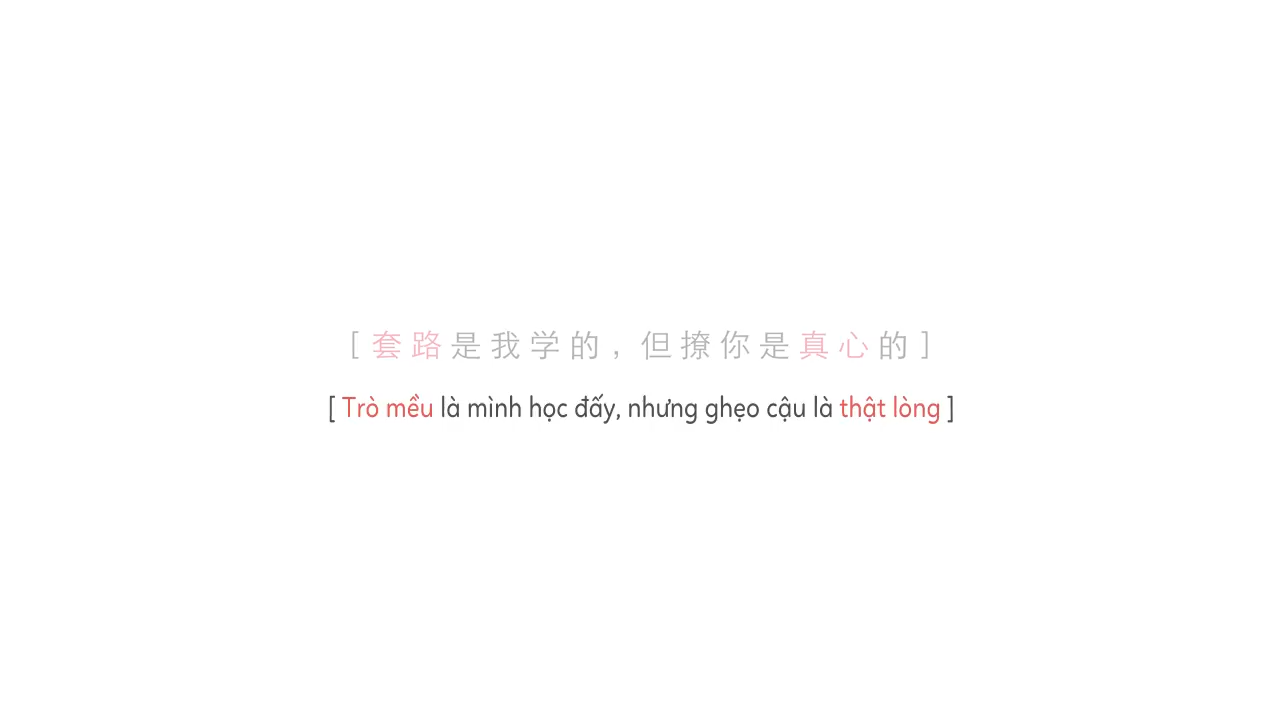 [ 套路是我学的，但撩你是真心的 ]
[ Trò mều là mình học đấy, nhưng ghẹo cậu là thật lòng ]